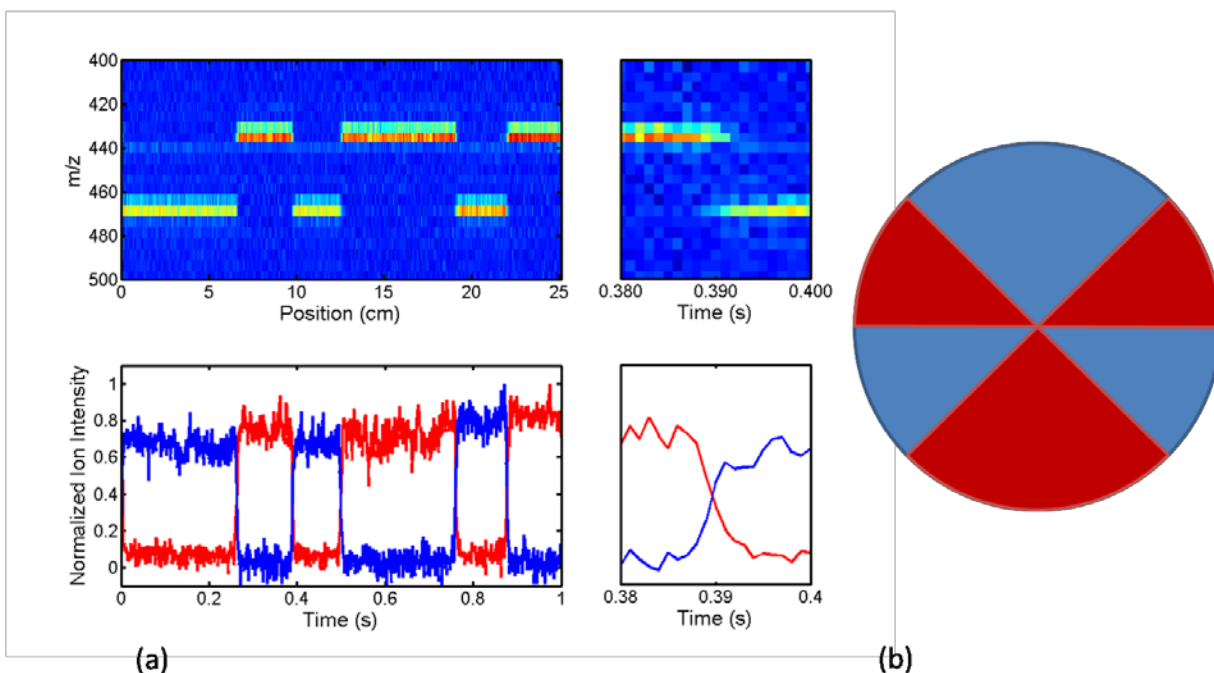 400
420
440
460
480
500
m/z
0 5 10 15 20 25
Position (cm)
0.380 0.390 0.400
Time (s)
1
0.8
0.6
0.4
0.2
0
Normalized Ion Intensity
0 0.2 0.4 0.6 0.8 1
Time (s)
0.38 0.39 0.4
Time (s)
(a) (b)